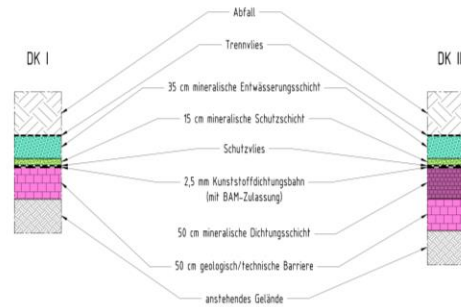 Abfall
Trennvlies
DK I
DK II
35 cm mineralische Entwässerungsschicht
15 cm mineralische Schutzschicht
Schutzvlies
2,5 mm Kunststoffdichtungsbahn
(mit BAM-Zulassung)
50 cm mineralische Dichtungsschicht
50 cm geologisch/technische Barriere
anstehendes Gelände